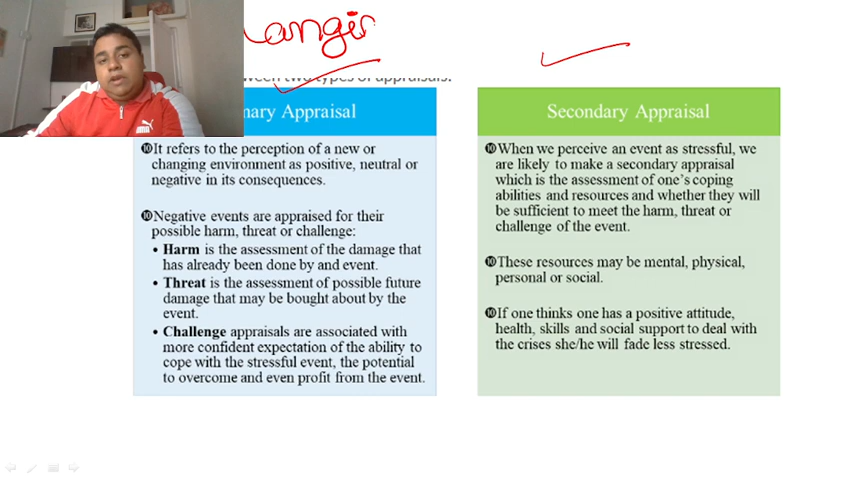 angin
between two types of appraisals.
nary Appraisal
❿It refers to the perception of a new or
changing environment as positive, neutral or
negative in its consequences.
❿Negative events are appraised for their
possible harm, threat or challenge:
• Harm is the assessment of the damage that
has already been done by and event.
• Threat is the assessment of possible future
damage that may be bought about by the
event.
• Challenge appraisals are associated with
more confident expectation of the ability to
cope with the stressful event, the potential
to overcome and even profit from the event.
Secondary Appraisal
❿When we perceive an event as stressful, we
are likely to make a secondary appraisal
which is the assessment of one's coping
abilities and resources and whether they will
be sufficient to meet the harm, threat or
challenge of the event.
❿These resources may be mental, physical,
personal or social.
❿If one thinks one has a positive attitude,
health, skills and social support to deal with
the crises she/he will fade less stressed.